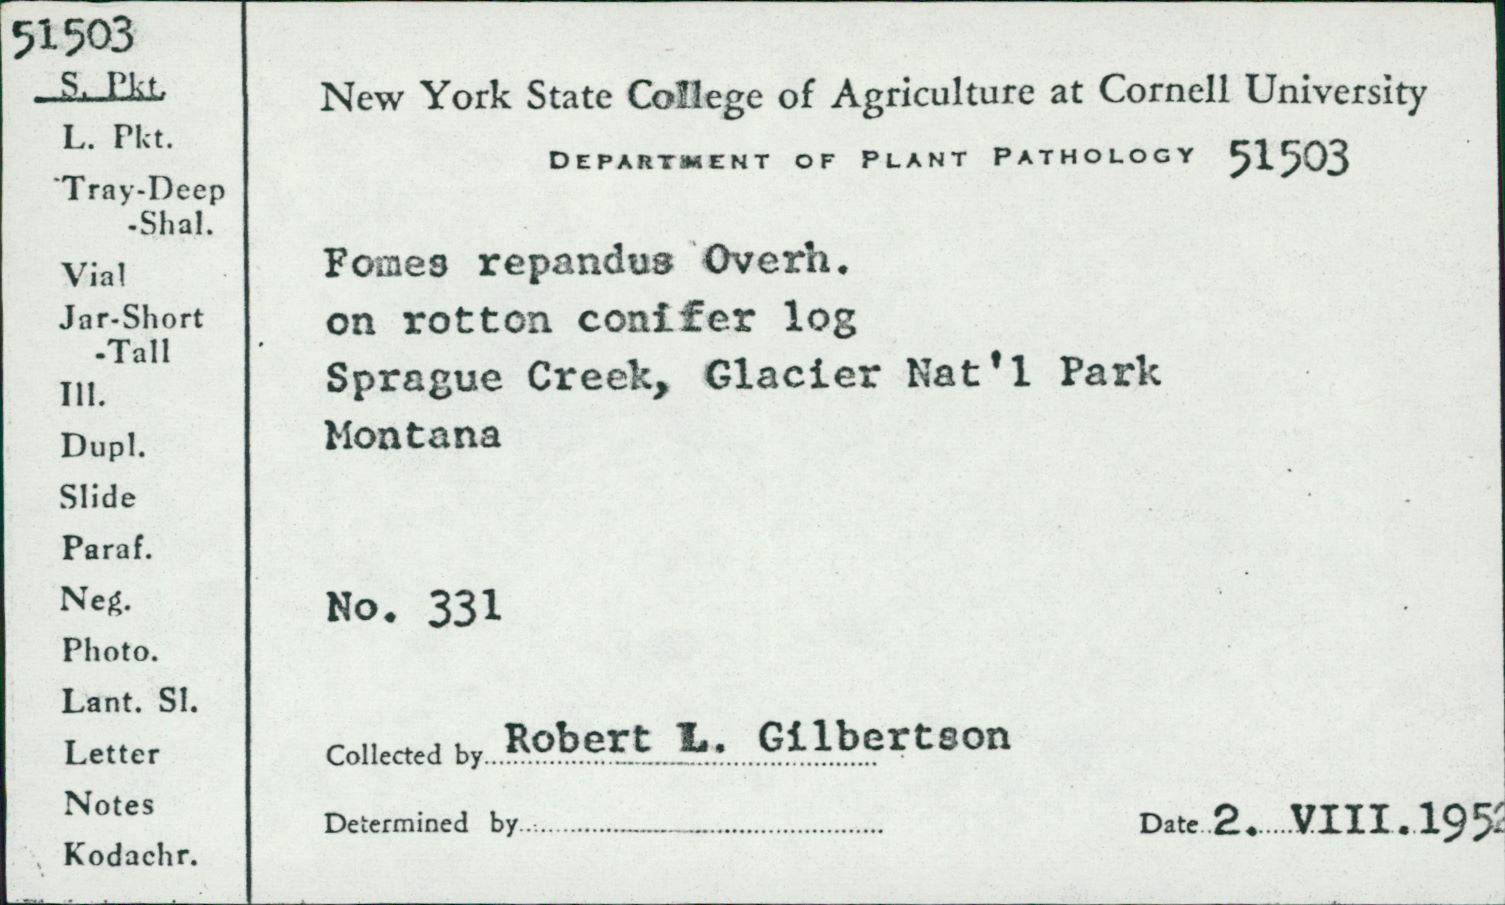 51503
S. Pkt.
L. Pkt.
Tray-Deep
-Shal.
Vial
Jar-Short
-Tall
Ill.
Dupl.
Slide
Paraf.
Neg.
Photo.
Lant. Sl.
Letter
Notes
Kodachr.
New York State College of Agriculture at Cornell University
DEPARTMENT OF PLANT PATHOLOGY 51503
Fomes repandus Overh.
on rotton conifer log
Sprague Creek, Glacier Nat'l Park
Montana
No. 331
Collected by Robert L. Gilbertson
Determined by
Date 2. VIII.1952